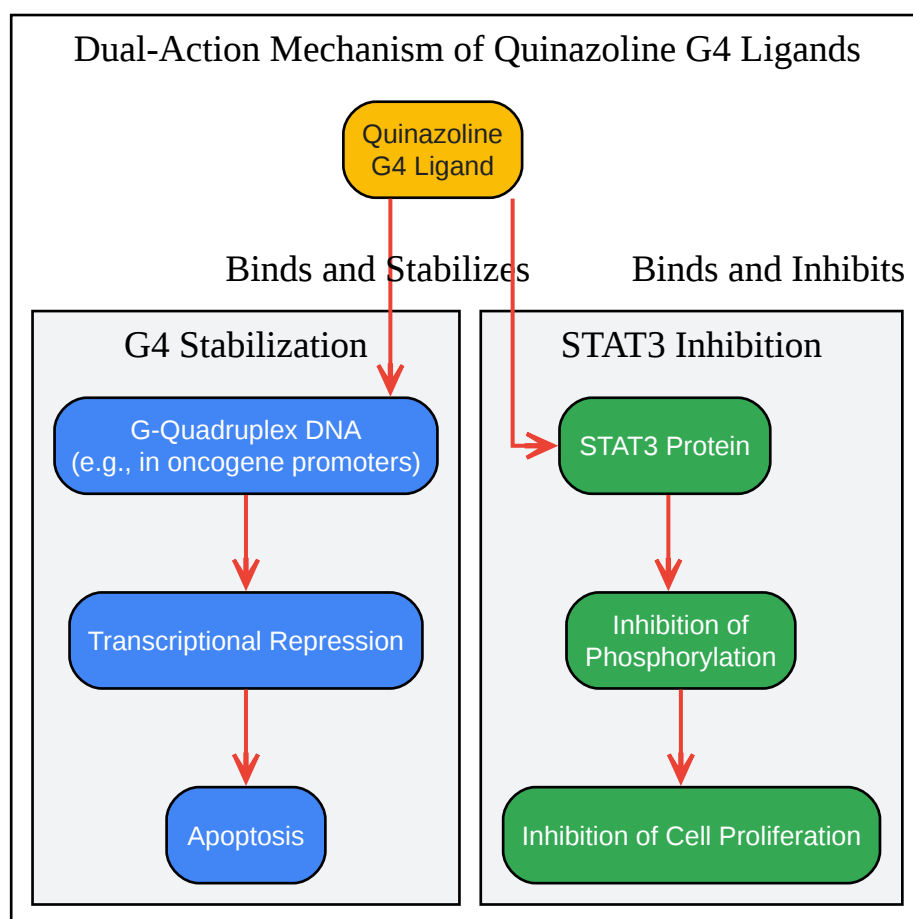 Dual-Action Mechanism of Quinazoline G4 Ligands
Quinazoline
G4 Ligand
Binds and Stabilizes
Binds and Inhibits
G4 Stabilization
G-Quadruplex DNA
(e.g., in oncogene promoters)
Transcriptional Repression
Apoptosis
STAT3 Inhibition
STAT3 Protein
Inhibition of
Phosphorylation
Inhibition of Cell Proliferation